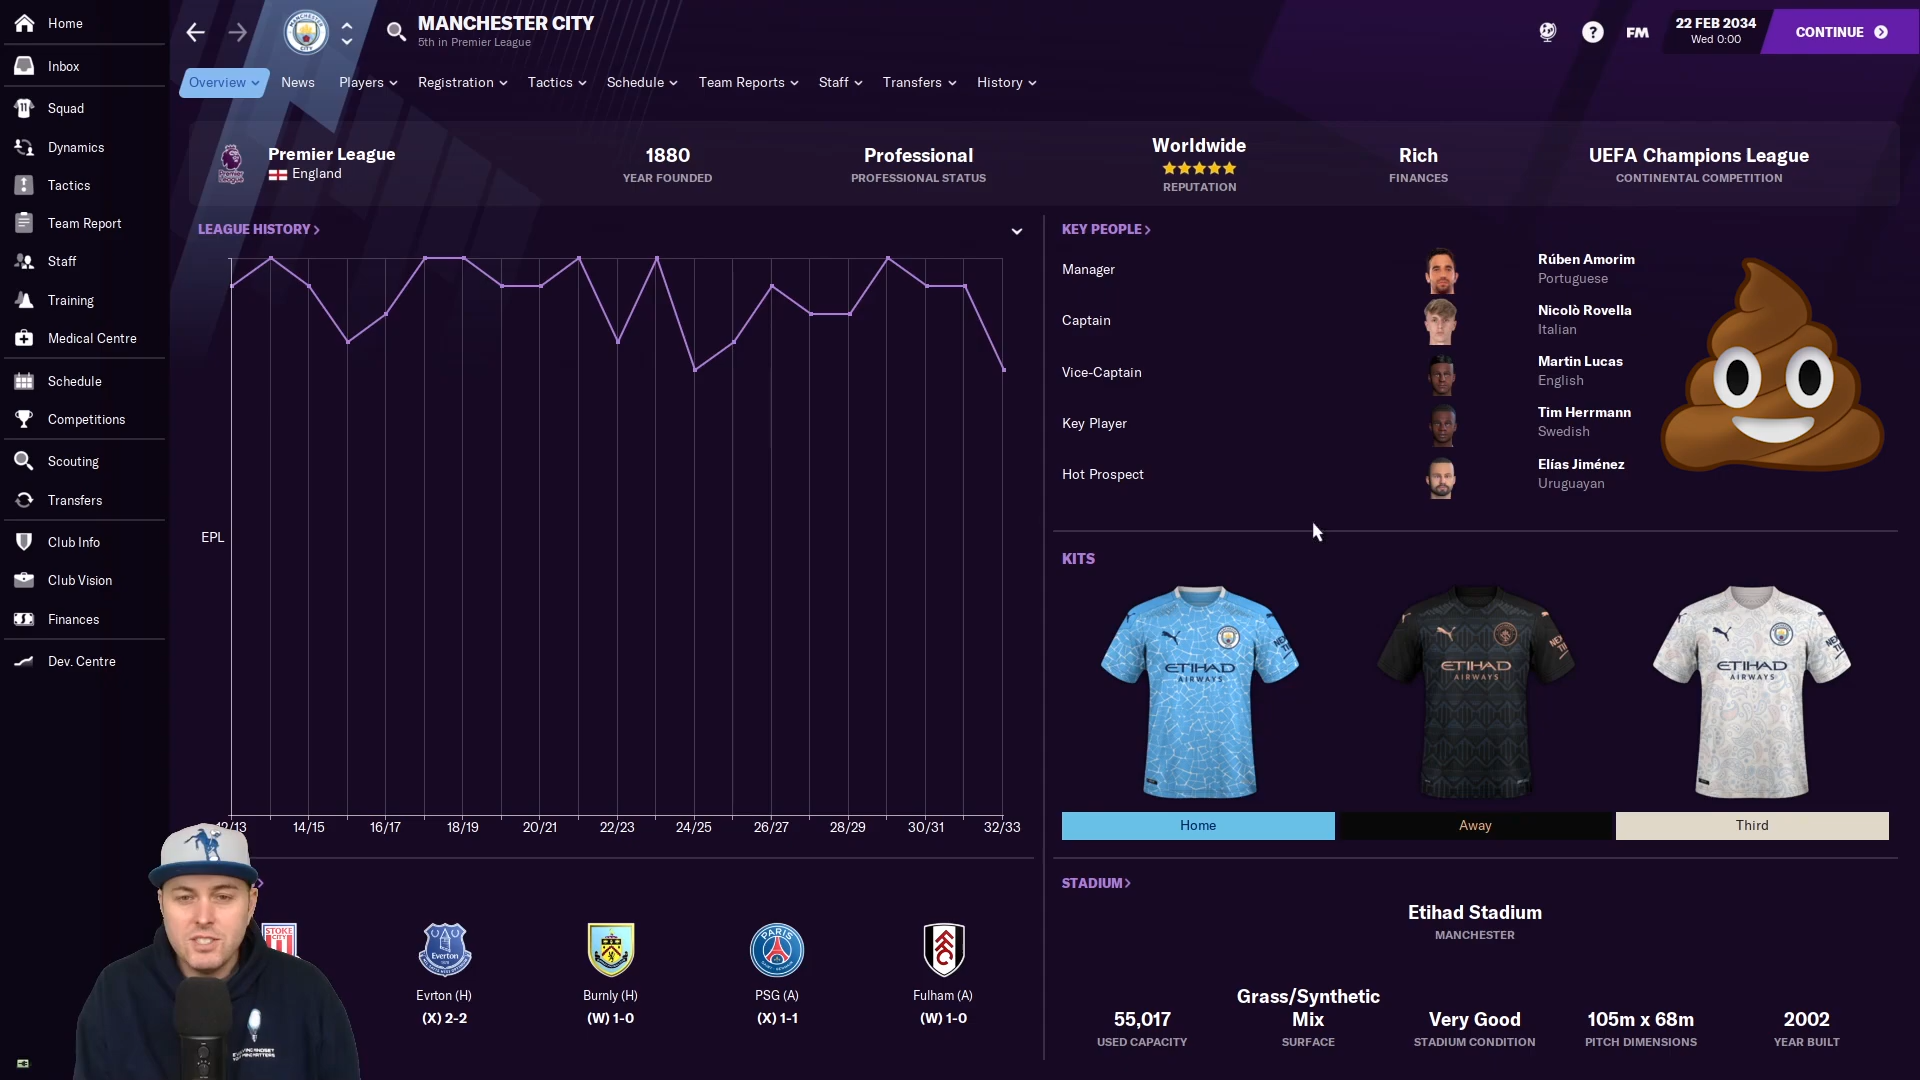 Home
Inbox
Squad
Dynamics
Tactics
Team Report
Staff
Training
Medical Centre
Schedule
Competitions
Scouting
Transfers
Club Info
Club Vision
Finances
Dev. Centre
MANCHESTER CITY
5th in Premier League
FM
22 FEB 2034
Wed 0:00
CONTINUE
Overview
News
Players
Registration
Tactics
Schedule
Team Reports
Staff
Transfers
History
Premier League
England
1880
YEAR FOUNDED
Professional
PROFESSIONAL STATUS
Worldwide
REPUTATION
Rich
FINANCES
UEFA Champions League
CONTINENTAL COMPETITION
LEAGUE HISTORY
EPL
12/13 14/15 16/17 18/19 20/21 22/23 24/25 26/27 28/29 30/31 32/33
STOKE
CITY
Everton
PARIS
Evrton (H)
(X) 2-2
Burnly (H)
(W) 1-0
PSG (A)
(X) 1-1
Fulham (A)
(W) 1-0
KEY PEOPLE
Manager
Rúben Amorim
Portuguese
Captain
Nicolò Rovella
Italian
Vice-Captain
Martin Lucas
English
Key Player
Tim Herrmann
Swedish
Hot Prospect
Elías Jiménez
Uruguayan
KITS
ETIHAD
AIRWAYS
ETIHAD
AIRWAYS
ETIHAD
AIRWAYS
Home
Away
Third
STADIUM
Etihad Stadium
MANCHESTER
55,017
USED CAPACITY
Grass/Synthetic
Mix
SURFACE
Very Good
STADIUM CONDITION
105m x 68m
PITCH DIMENSIONS
2002
YEAR BUILT